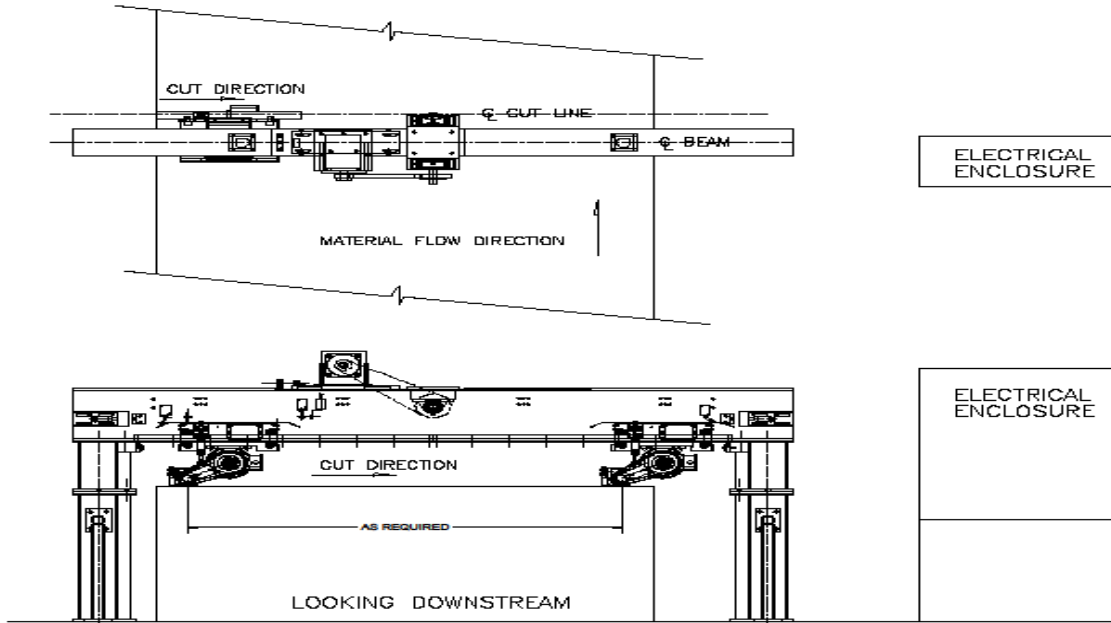 CUT DIRECTION
℄ CUT LINE
℄ BEAM
ELECTRICAL
ENCLOSURE
MATERIAL FLOW DIRECTION
ELECTRICAL
ENCLOSURE
CUT DIRECTION
AS REQUIRED
LOOKING DOWNSTREAM